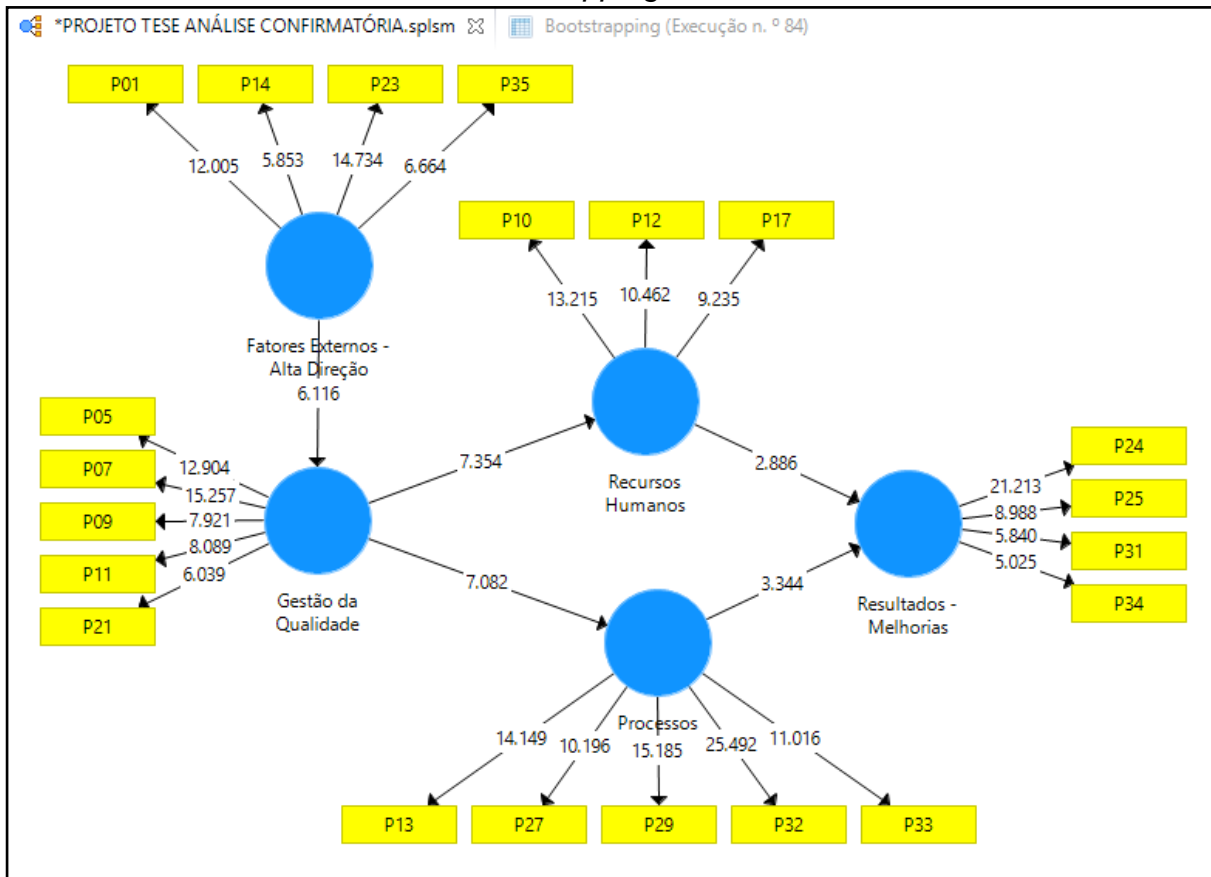 *PROJETO TESE ANÁLISE CONFIRMATÓRIA.splsm
Bootstrapping (Execução n. º 84)
P01
P14
P23
P35
12.005
5.853
14.734
6.664
P10
P12
P17
13.215
10.462
9.235
Fatores Externos -
Alta Direção
6.116
P05
P07
P09
P11
P21
12.904
15.257
7.921
8.089
6.039
7.354
Recursos
Humanos
2.886
P24
P25
P31
P34
21.213
8.988
5.840
5.025
Gestão da
Qualidade
7.082
3.344
Resultados -
Melhorias
Processos
14.149
10.196
15.185
25.492
11.016
P13
P27
P29
P32
P33